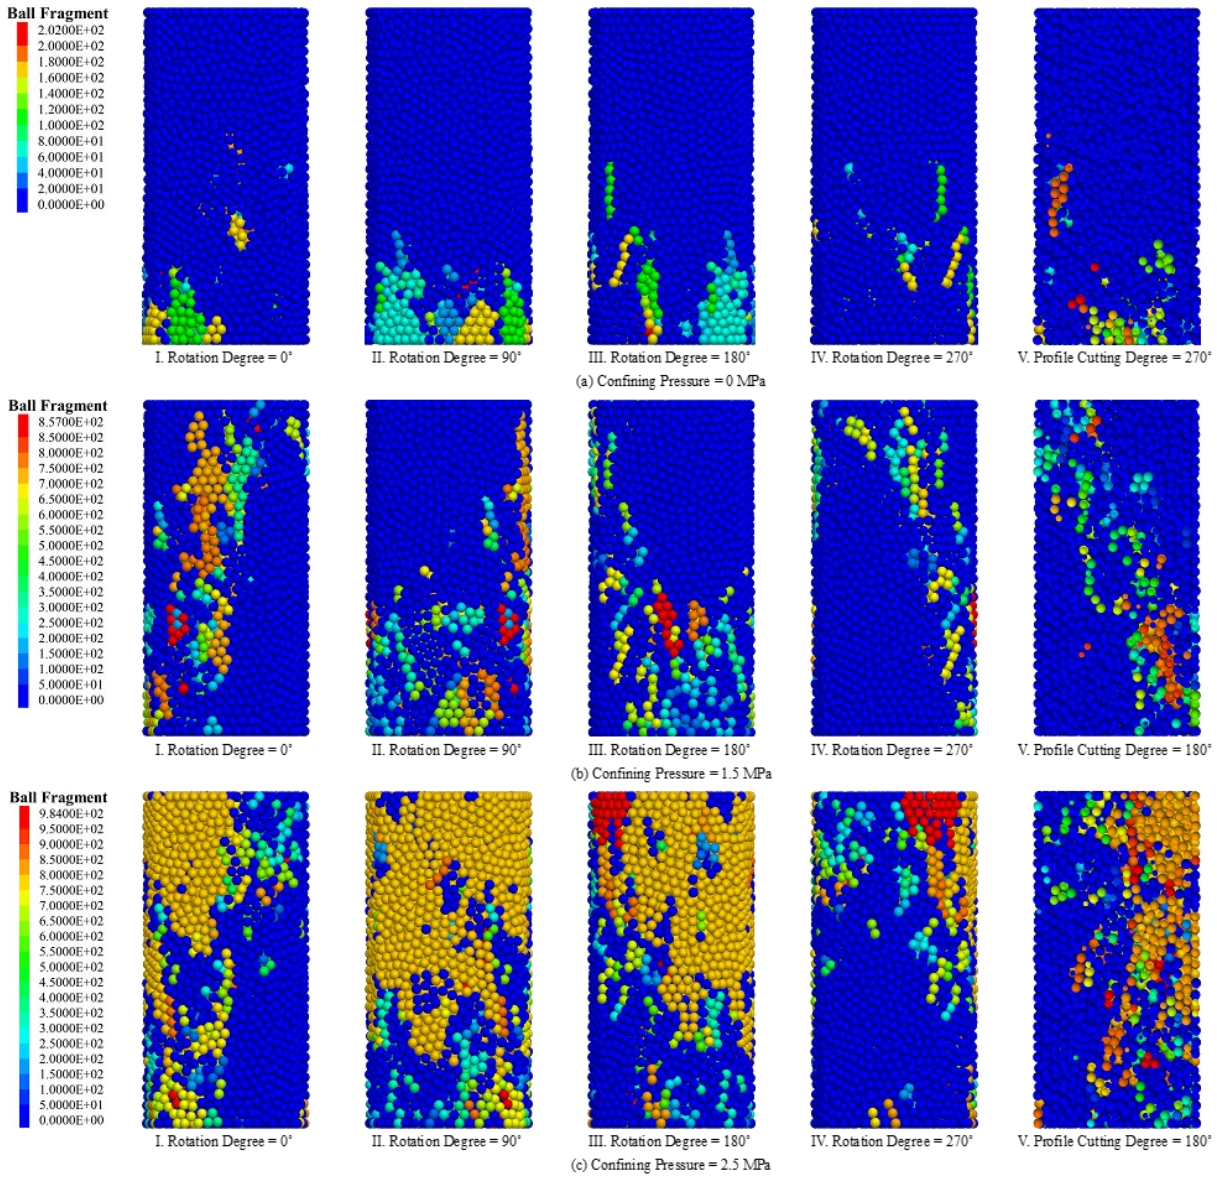 Ball Fragment
2.0200E+02
2.0000E+02
1.8000E+02
1.6000E+02
1.4000E+02
1.2000E+02
1.0000E+02
8.0000E+01
6.0000E+01
4.0000E+01
2.0000E+01
0.0000E+00
I. Rotation Degree = 0°
II. Rotation Degree = 90°
III. Rotation Degree = 180°
IV. Rotation Degree = 270°
V. Profile Cutting Degree = 270°
(a) Confining Pressure = 0 MPa
Ball Fragment
8.5700E+02
8.5000E+02
8.0000E+02
7.5000E+02
7.0000E+02
6.5000E+02
6.0000E+02
5.5000E+02
5.0000E+02
4.5000E+02
4.0000E+02
3.5000E+02
3.0000E+02
2.5000E+02
2.0000E+02
1.5000E+02
1.0000E+02
5.0000E+01
0.0000E+00
I. Rotation Degree = 0°
II. Rotation Degree = 90°
III. Rotation Degree = 180°
IV. Rotation Degree = 270°
V. Profile Cutting Degree = 180°
(b) Confining Pressure = 1.5 MPa
Ball Fragment
9.8400E+02
9.5000E+02
9.0000E+02
8.5000E+02
8.0000E+02
7.5000E+02
7.0000E+02
6.5000E+02
6.0000E+02
5.5000E+02
5.0000E+02
4.5000E+02
4.0000E+02
3.5000E+02
3.0000E+02
2.5000E+02
2.0000E+02
1.5000E+02
1.0000E+02
5.0000E+01
0.0000E+00
I. Rotation Degree = 0°
II. Rotation Degree = 90°
III. Rotation Degree = 180°
IV. Rotation Degree = 270°
V. Profile Cutting Degree = 180°
(c) Confining Pressure = 2.5 MPa